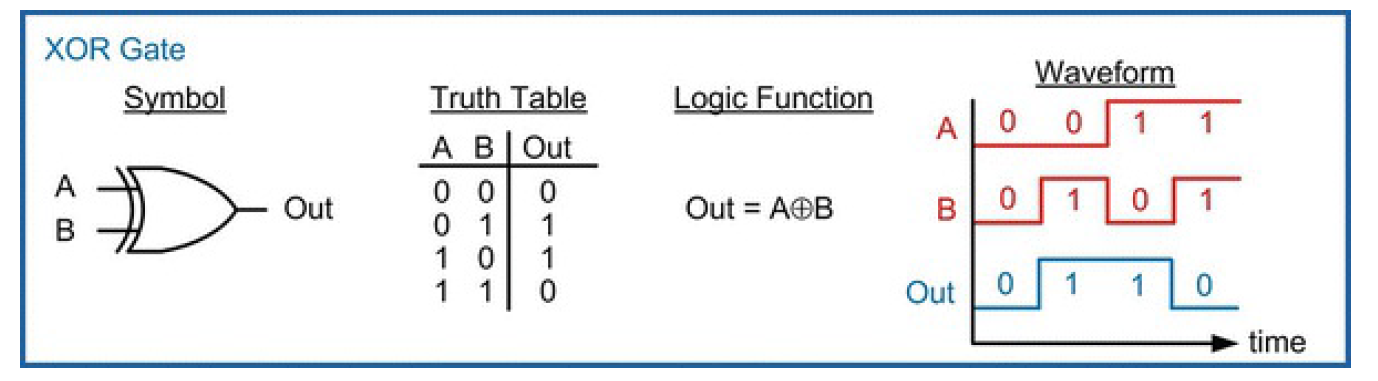 XOR Gate
Symbol
A
B
Out
Truth Table
A B Out
0 0 0
0 1 1
1 0 1
1 1 0
Logic Function
Out = A⊕B
Waveform
A 0 0 1 1
B 0 1 0 1
Out 0 1 1 0
time